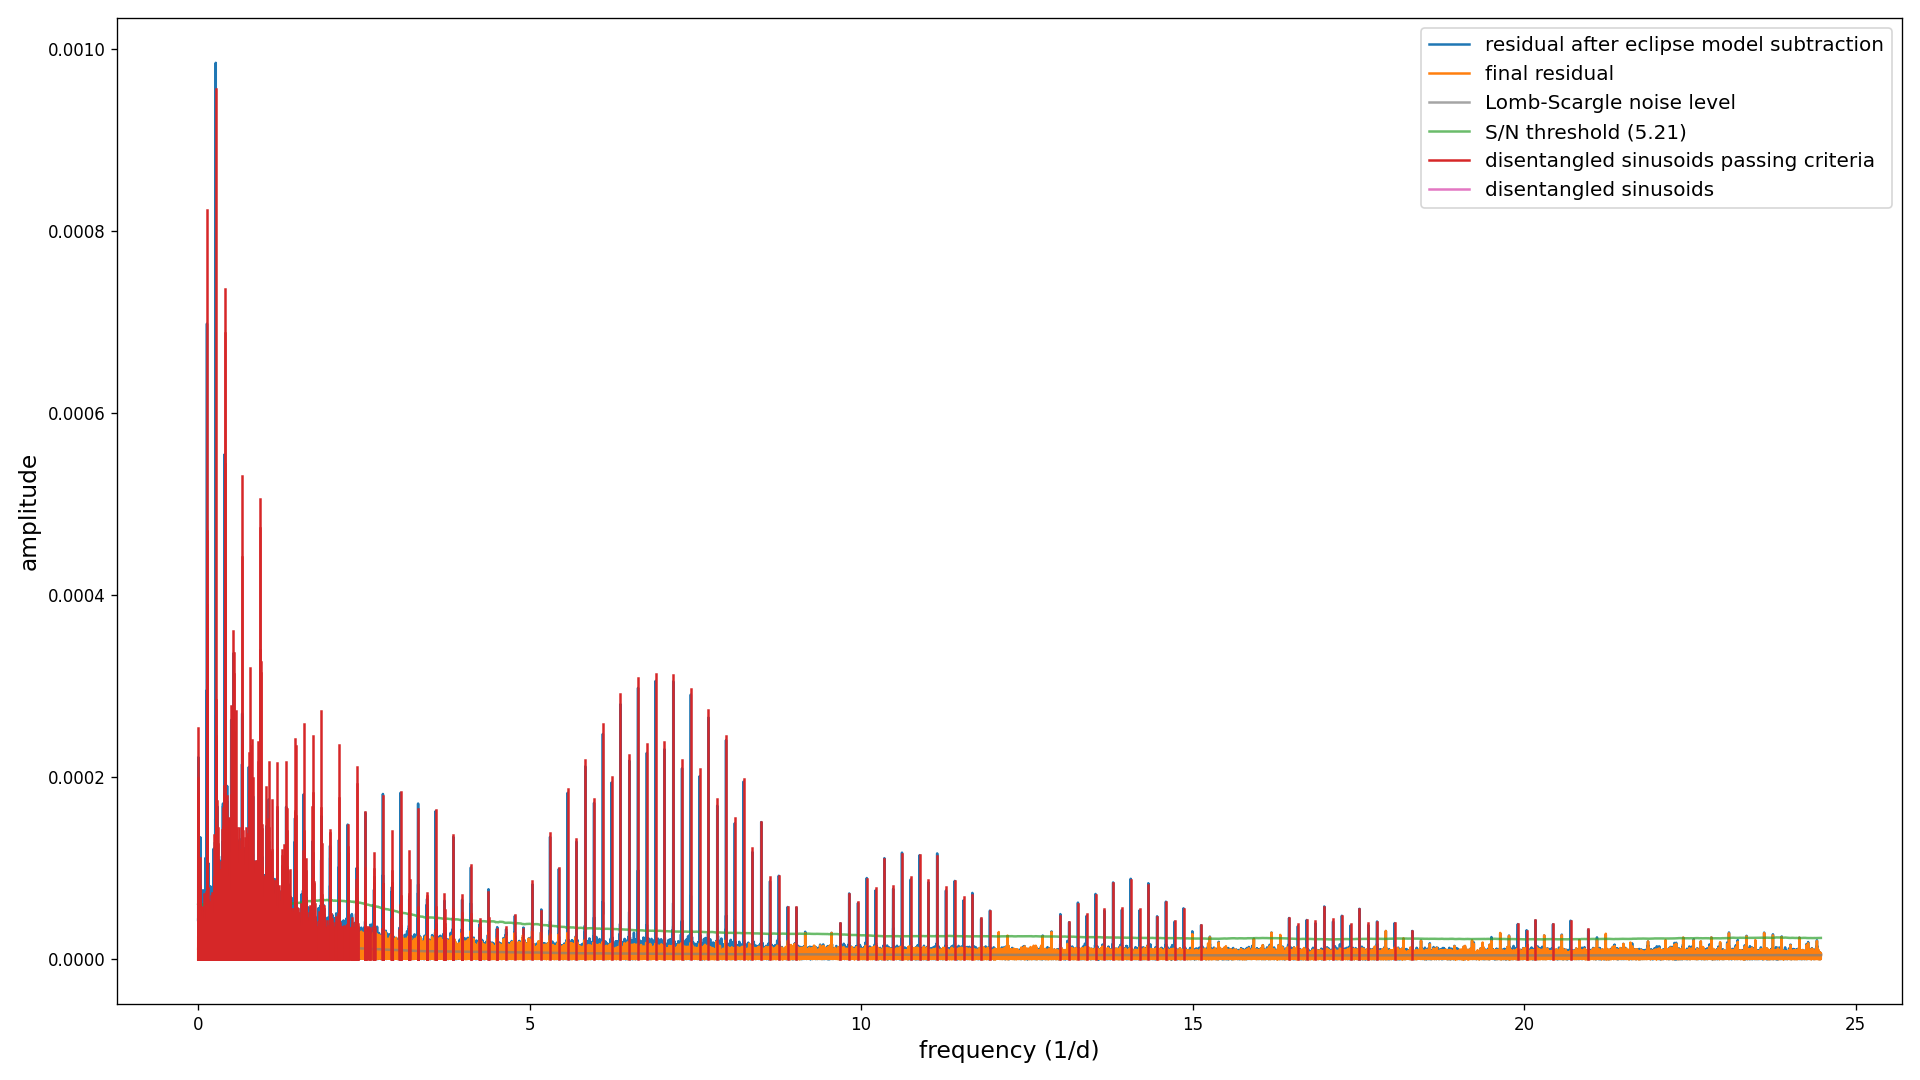 residual after eclipse model subtraction
final residual
Lomb-Scargle noise level
S/N threshold (5.21)
disentangled sinusoids passing criteria
disentangled sinusoids
0.0010
0.0008
0.0006
0.0004
0.0002
0.0000
amplitude
0 5 10 15 20 25
frequency (1/d)